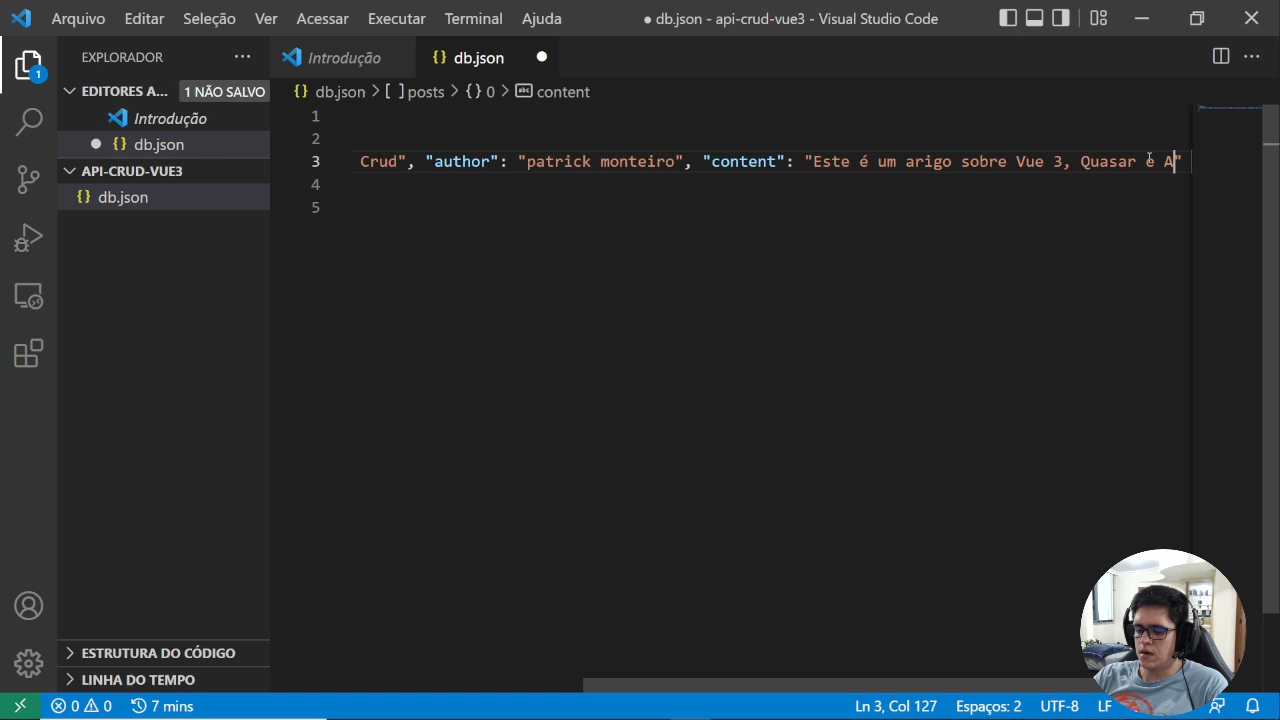 Arquivo Editar Seleção Ver Acessar Executar Terminal Ajuda ● db.json - api-crud-vue3 - Visual Studio Code
EXPLORADOR ···
Introdução
db.json
EDITORES A... 1 NÃO SALVO
db.json > [ ] posts > {} 0 > abc content
Introdução
db.json
API-CRUD-VUE3
db.json
1
2
3 Crud", "author": "patrick monteiro", "content": "Este é um arigo sobre Vue 3, Quasar e A"
4
5
1
ESTRUTURA DO CÓDIGO
LINHA DO TEMPO
0 0 7 mins Ln 3, Col 127 Espaços: 2 UTF-8 LF